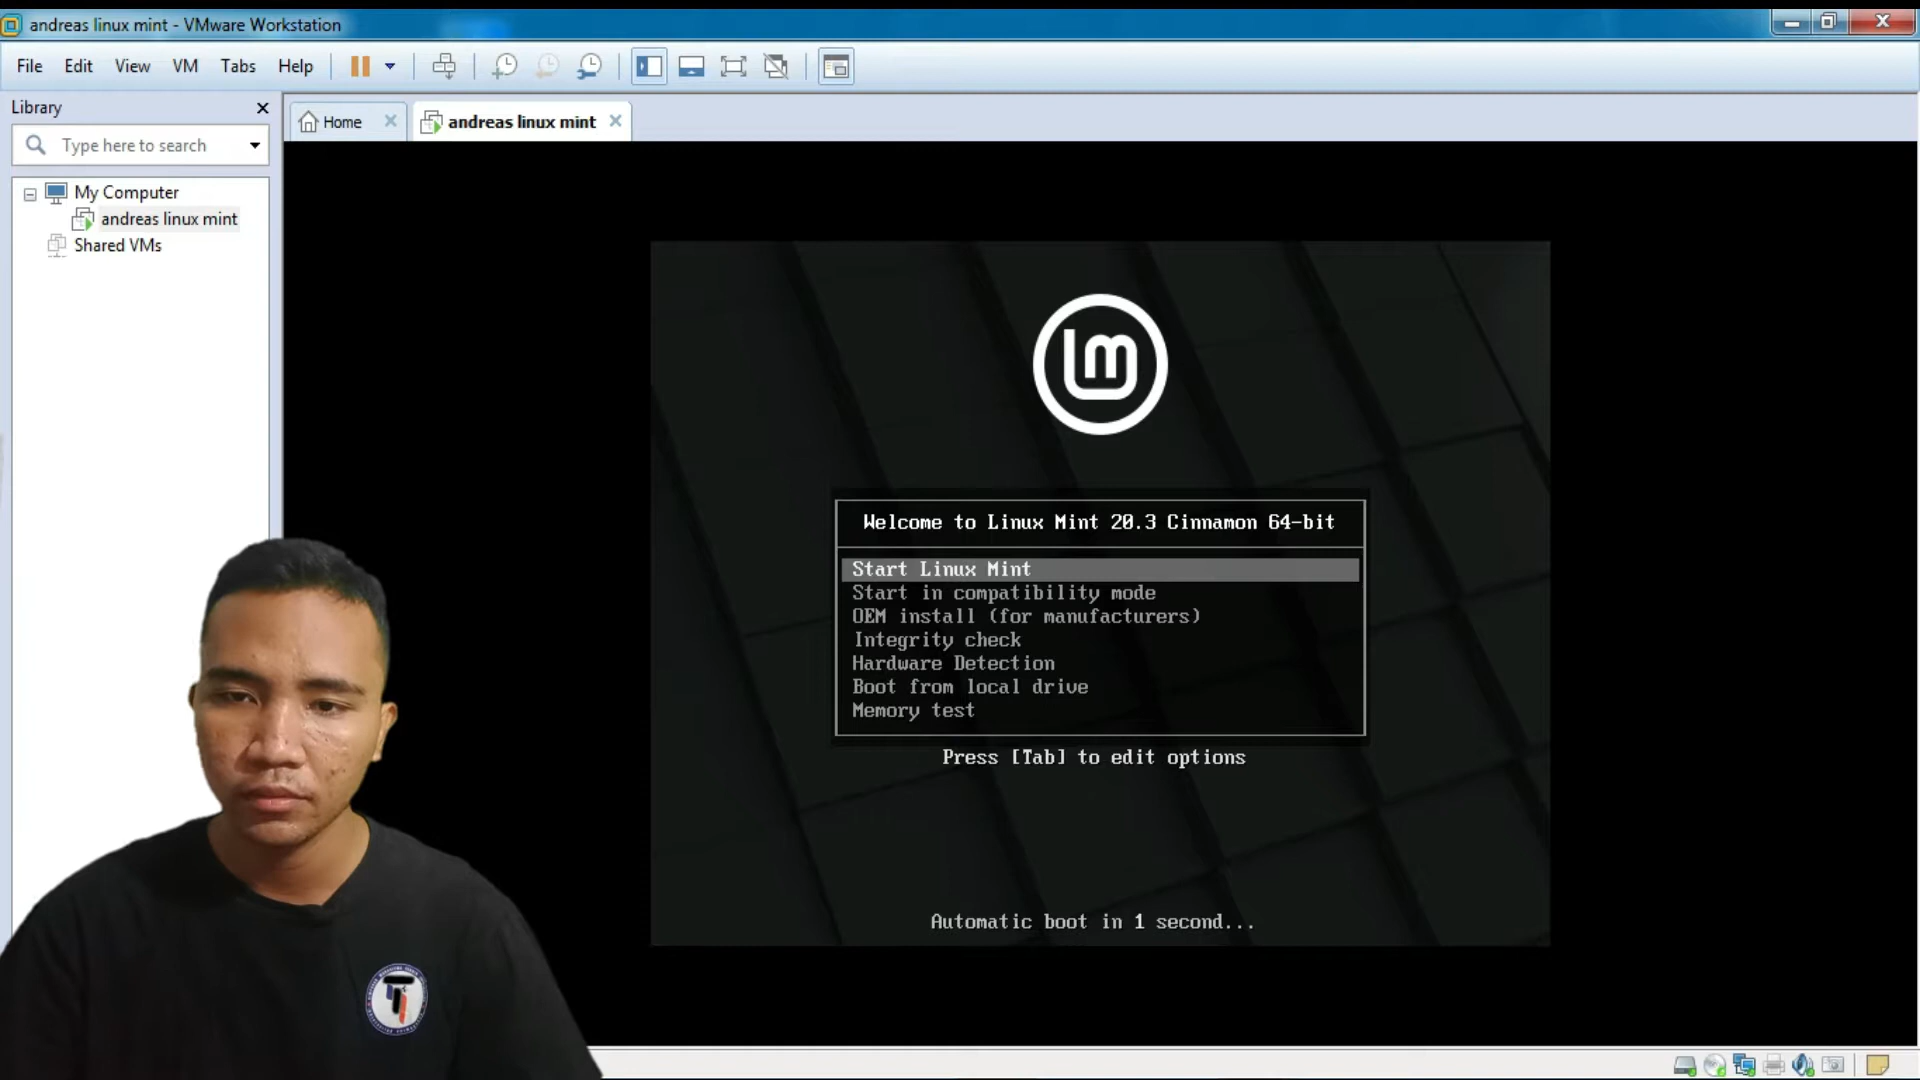 andreas linux mint - VMware Workstation
File Edit View VM Tabs Help
Library
Type here to search
My Computer
andreas linux mint
Shared VMs
Home
andreas linux mint
Welcome to Linux Mint 20.3 Cinnamon 64-bit
Start Linux Mint
Start in compatibility mode
OEM install (for manufacturers)
Integrity check
Hardware Detection
Boot from local drive
Memory test
Press [Tab] to edit options
Automatic boot in 1 second...